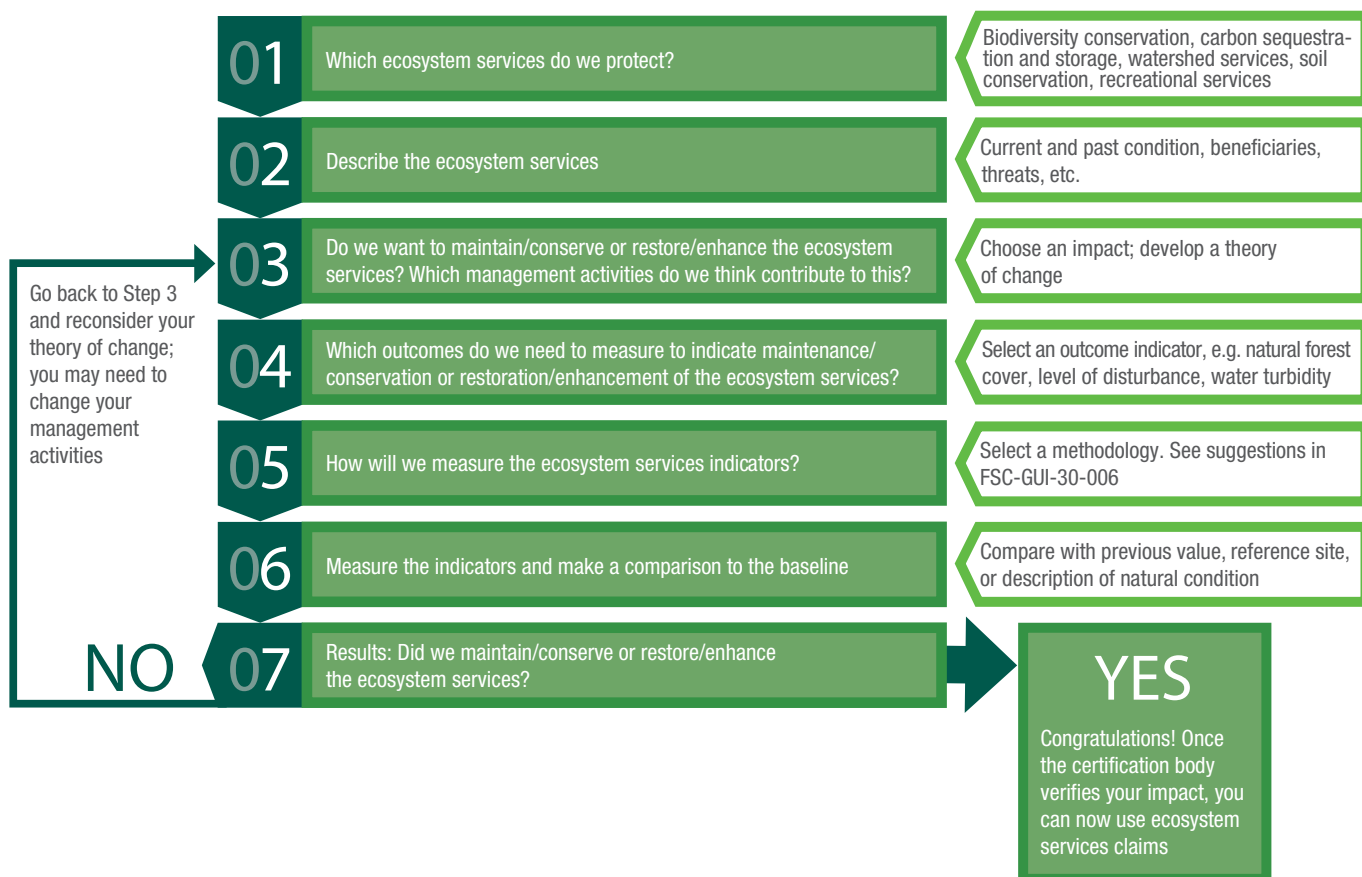 01
Which ecosystem services do we protect?
Biodiversity conservation, carbon sequestra-
tion and storage, watershed services, soil
conservation, recreational services
02
Describe the ecosystem services
Current and past condition, beneficiaries,
threats, etc.
03
Do we want to maintain/conserve or restore/enhance the ecosystem
services? Which management activities do we think contribute to this?
Choose an impact; develop a theory
of change
Go back to Step 3
and reconsider your
theory of change;
you may need to
change your
management
activities
04
Which outcomes do we need to measure to indicate maintenance/
conservation or restoration/enhancement of the ecosystem services?
Select an outcome indicator, e.g. natural forest
cover, level of disturbance, water turbidity
05
How will we measure the ecosystem services indicators?
Select a methodology. See suggestions in
FSC-GUI-30-006
06
Measure the indicators and make a comparison to the baseline
Compare with previous value, reference site,
or description of natural condition
NO
07
Results: Did we maintain/conserve or restore/enhance
the ecosystem services?
YES
Congratulations! Once
the certification body
verifies your impact, you
can now use ecosystem
services claims